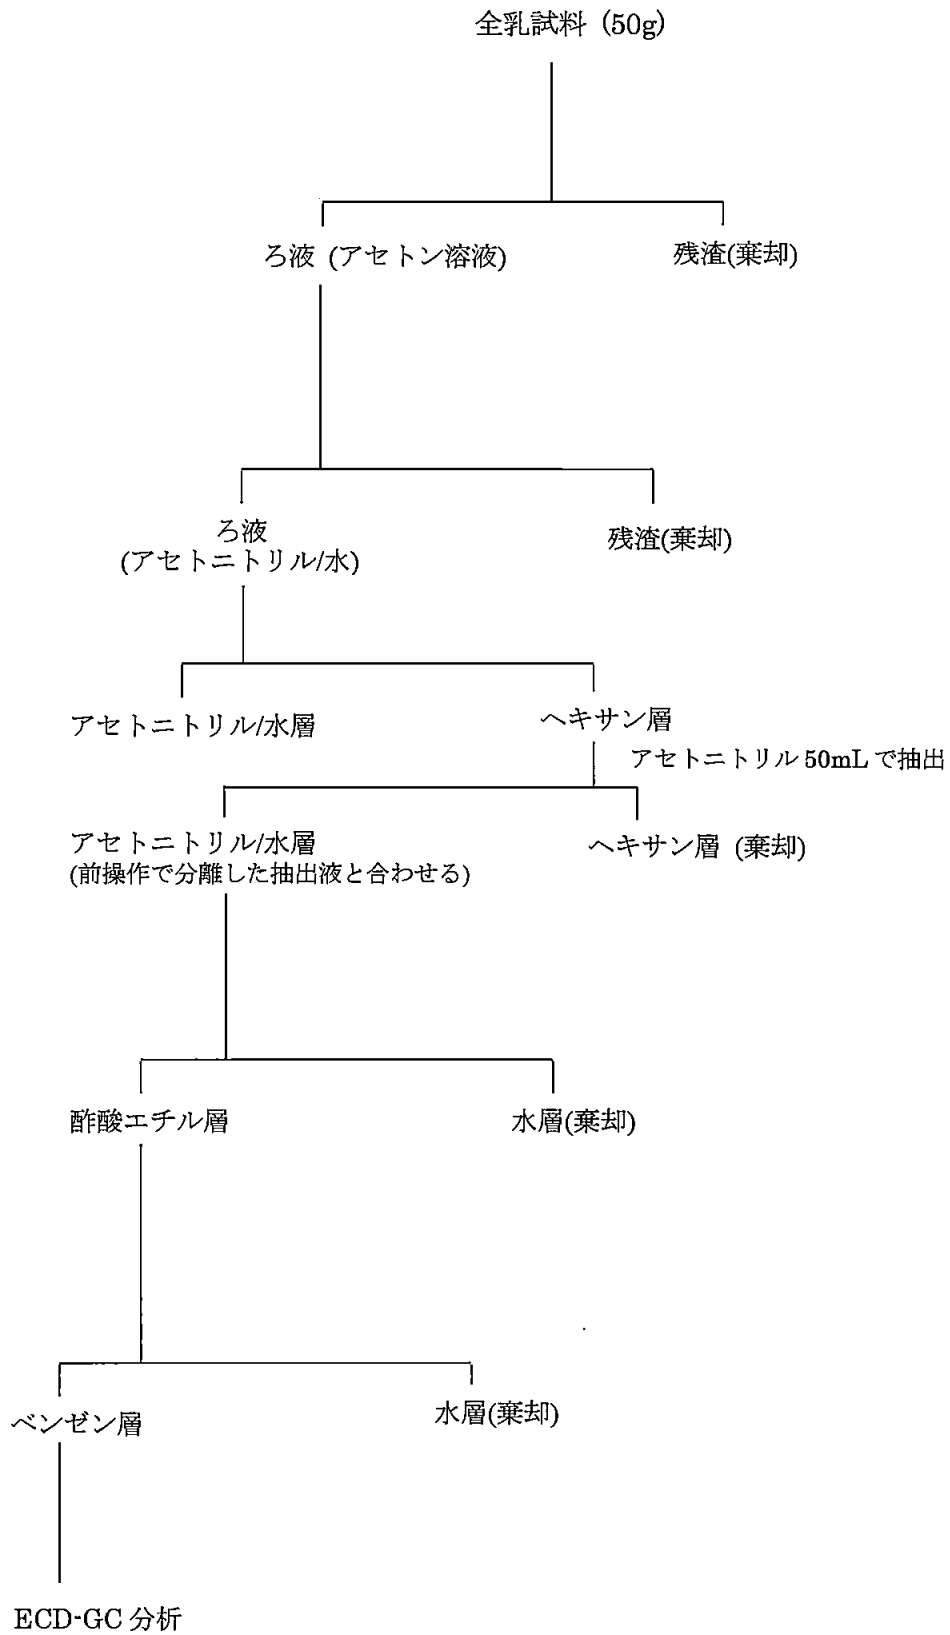 全乳試料 (50g)
ろ液 (アセトン溶液)
残渣(棄却)
ろ液
(アセトニトリル/水)
残渣(棄却)
アセトニトリル/水層
ヘキサン層
アセトニトリル 50mL で抽出
アセトニトリル/水層
(前操作で分離した抽出液と合わせる)
ヘキサン層 (棄却)
酢酸エチル層
水層(棄却)
ベンゼン層
水層(棄却)
ECD-GC 分析